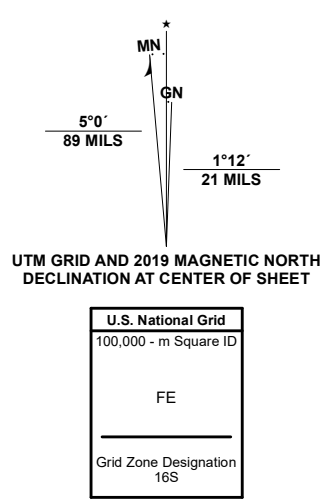 MN
GN
5°0´
89 MILS
1°12´
21 MILS
UTM GRID AND 2019 MAGNETIC NORTH
DECLINATION AT CENTER OF SHEET
U.S. National Grid
100,000 - m Square ID
FE
Grid Zone Designation
16S